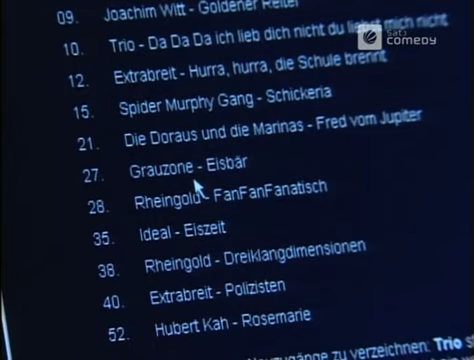 09. Joachim Witt - Goldener Reiter
10. Trio - Da Da Da ich lieb dich nicht du liebst mich nicht
12. Extrabreit - Hurra, hurra, die Schule brennt
15. Spider Murphy Gang - Schickeria
21. Die Doraus und die Marinas - Fred vom Jupiter
27. Grauzone - Eisbär
28. Rheingold - FanFanFanatisch
35. Ideal - Eiszeit
38. Rheingold - Dreiklangdimensionen
40. Extrabreit - Polizisten
52. Hubert Kah - Rosemarie
Neuzugänge zu verzeichnen: Trio
Sat1
comedy